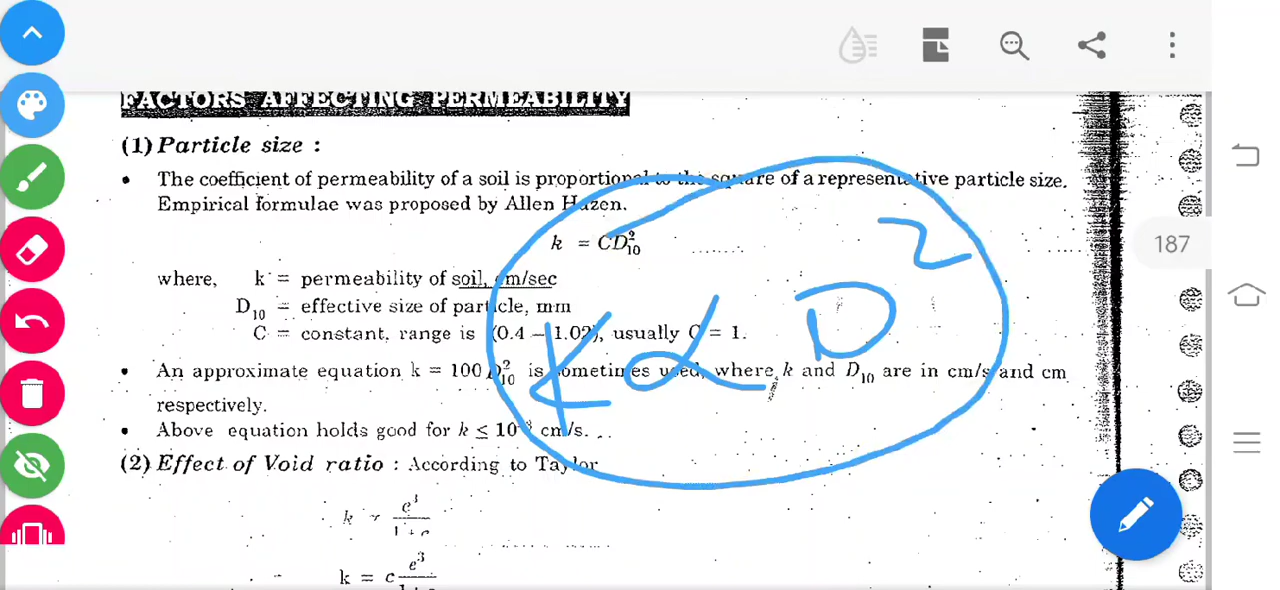 FACTORS AFFECTING PERMEABILITY
187
(1) Particle size :
• The coefficient of permeability of a soil is proportional to the square of a representative particle size.
Empirical formulae was proposed by Allen Hazen.
k = CD²₁₀
K α D²
where, k = permeability of soil, cm/sec
D₁₀ = effective size of particle, mm
C = constant, range is (0.4 – 1.02), usually C = 1.
• An approximate equation k = 100 D²₁₀ is sometimes used, where, k and D₁₀ are in cm/s and cm
respectively.
• Above equation holds good for k ≤ 10 cm/s.
(2) Effect of Void ratio : According to Taylor
k e³
1 + e
k = c e³